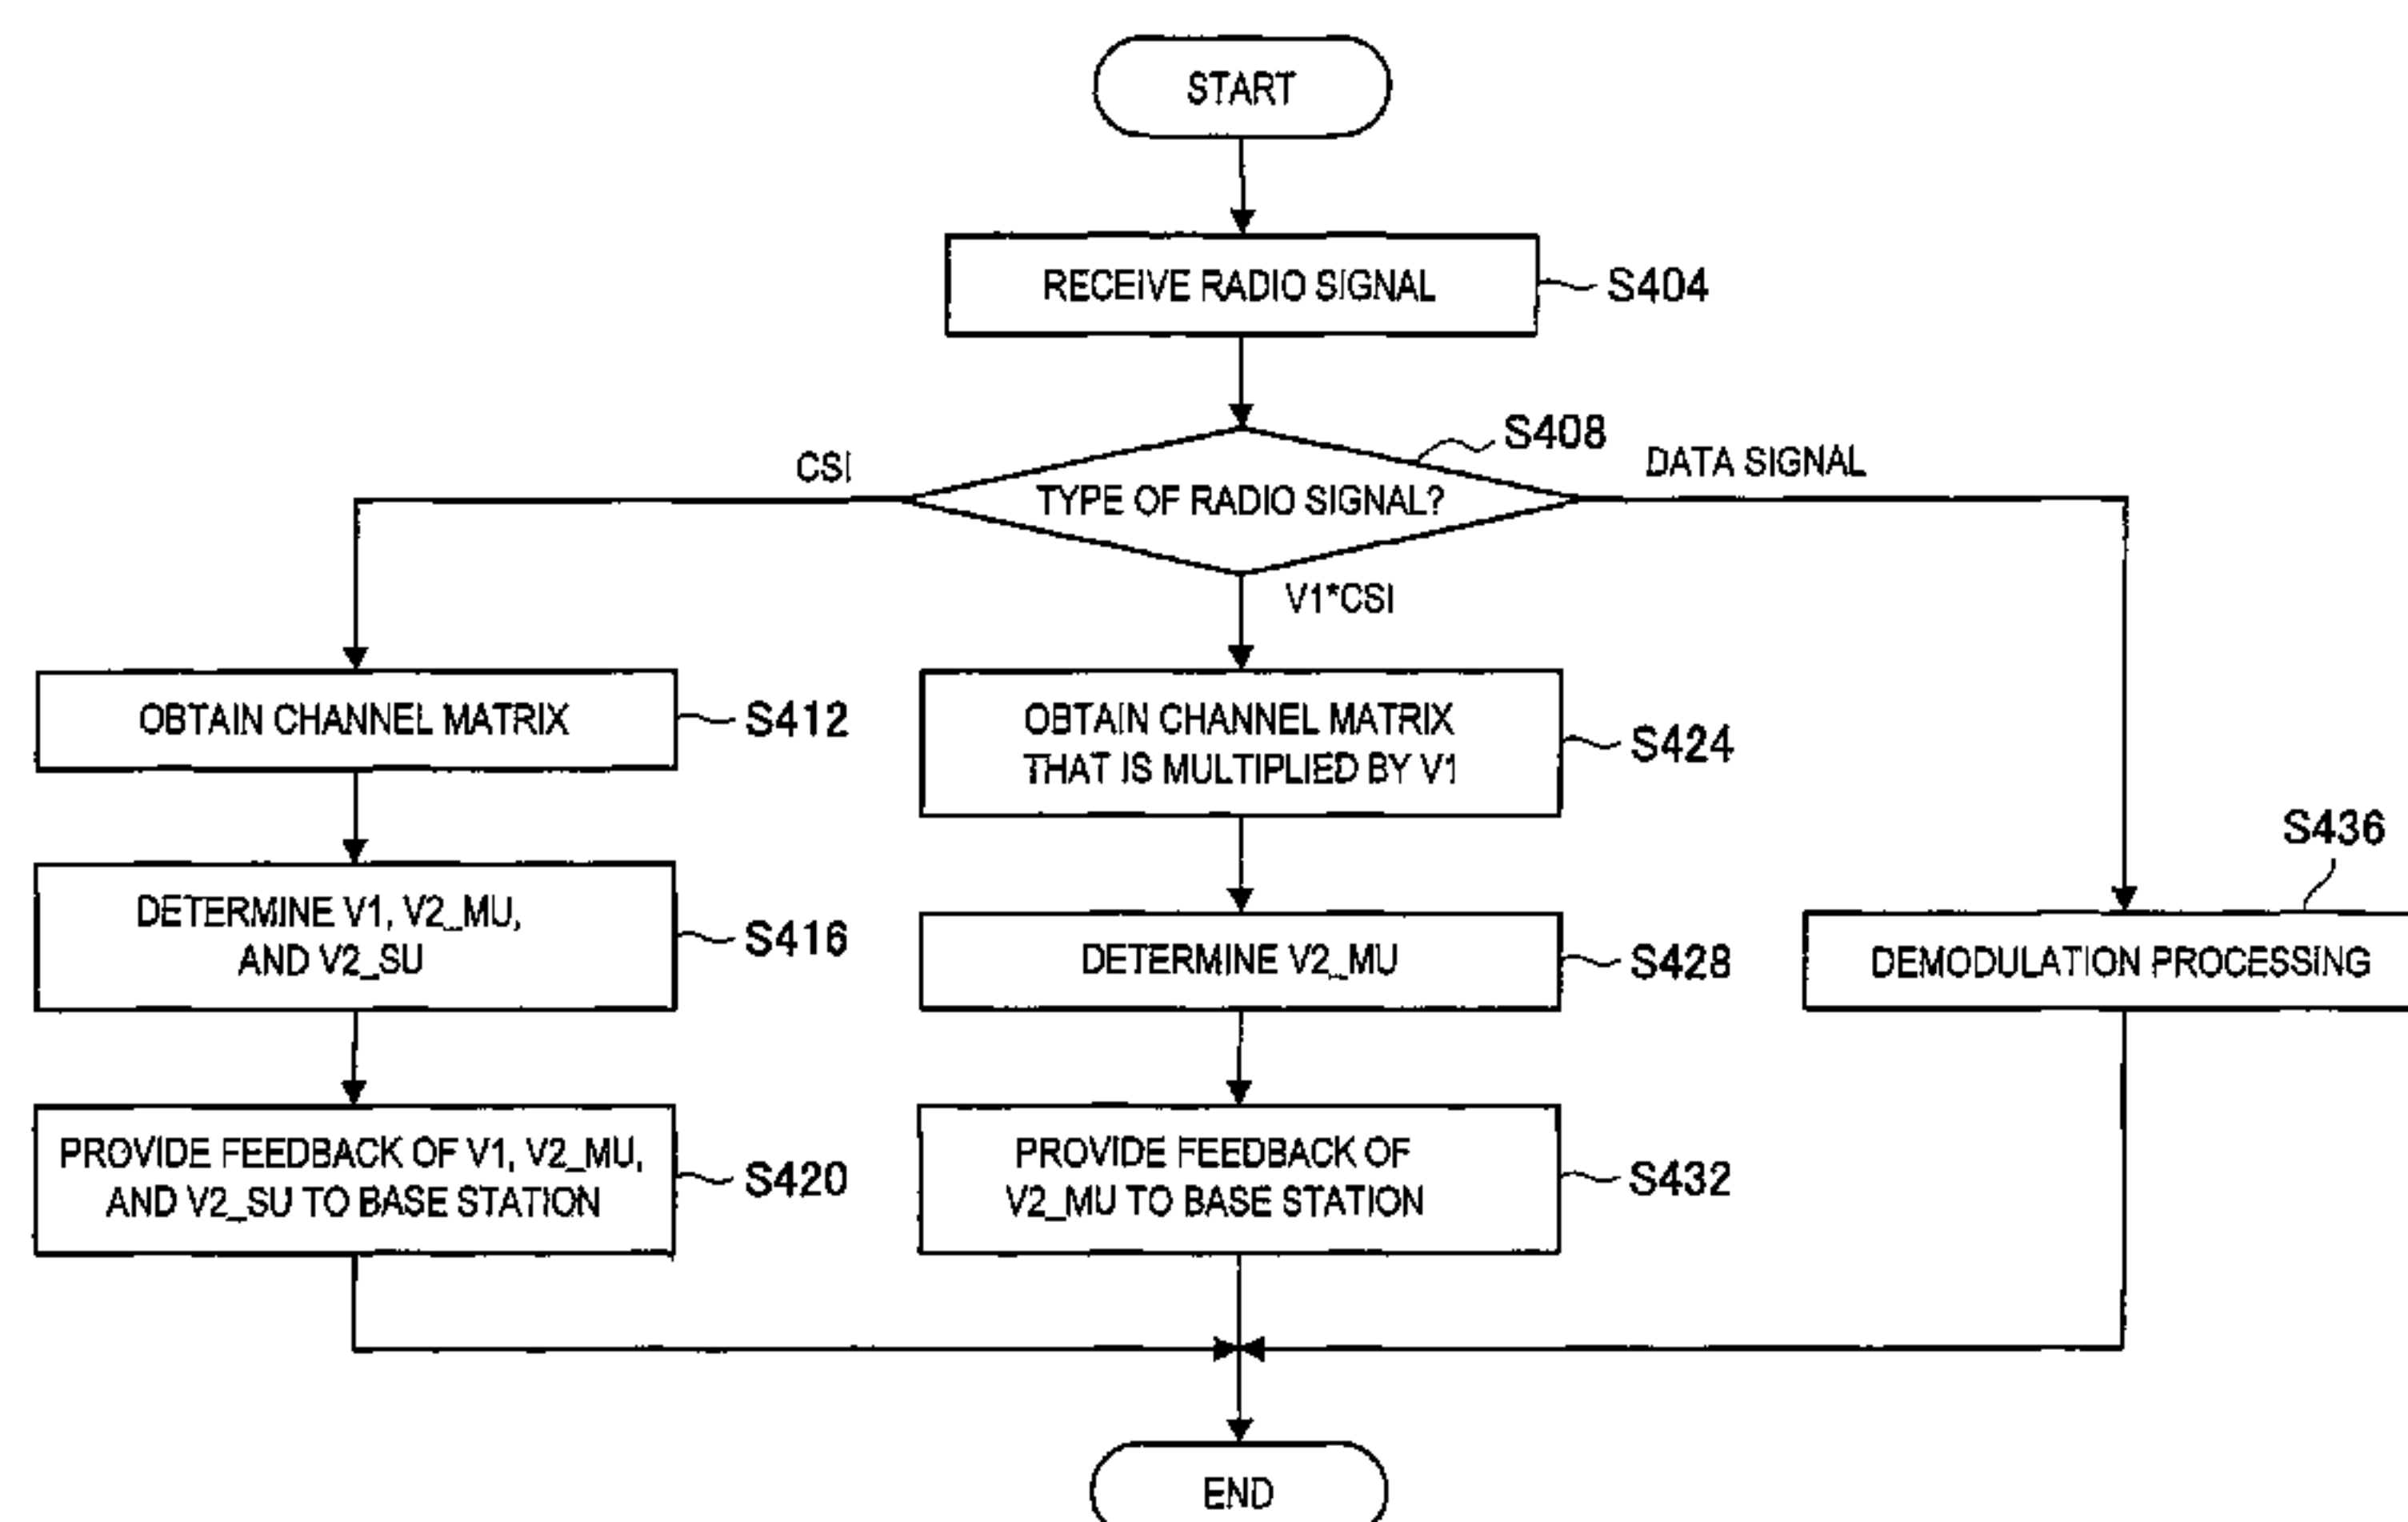 START
RECEIVE RADIO SIGNAL
S404
S408
CSI
TYPE OF RADIO SIGNAL?
DATA SIGNAL
V1*CSI
OBTAIN CHANNEL MATRIX
S412
OBTAIN CHANNEL MATRIX
THAT IS MULTIPLIED BY V1
S424
DETERMINE V1, V2_MU,
AND V2_SU
S416
DETERMINE V2_MU
S428
S436
DEMODULATION PROCESSING
PROVIDE FEEDBACK OF V1, V2_MU,
AND V2_SU TO BASE STATION
S420
PROVIDE FEEDBACK OF
V2_MU TO BASE STATION
S432
END